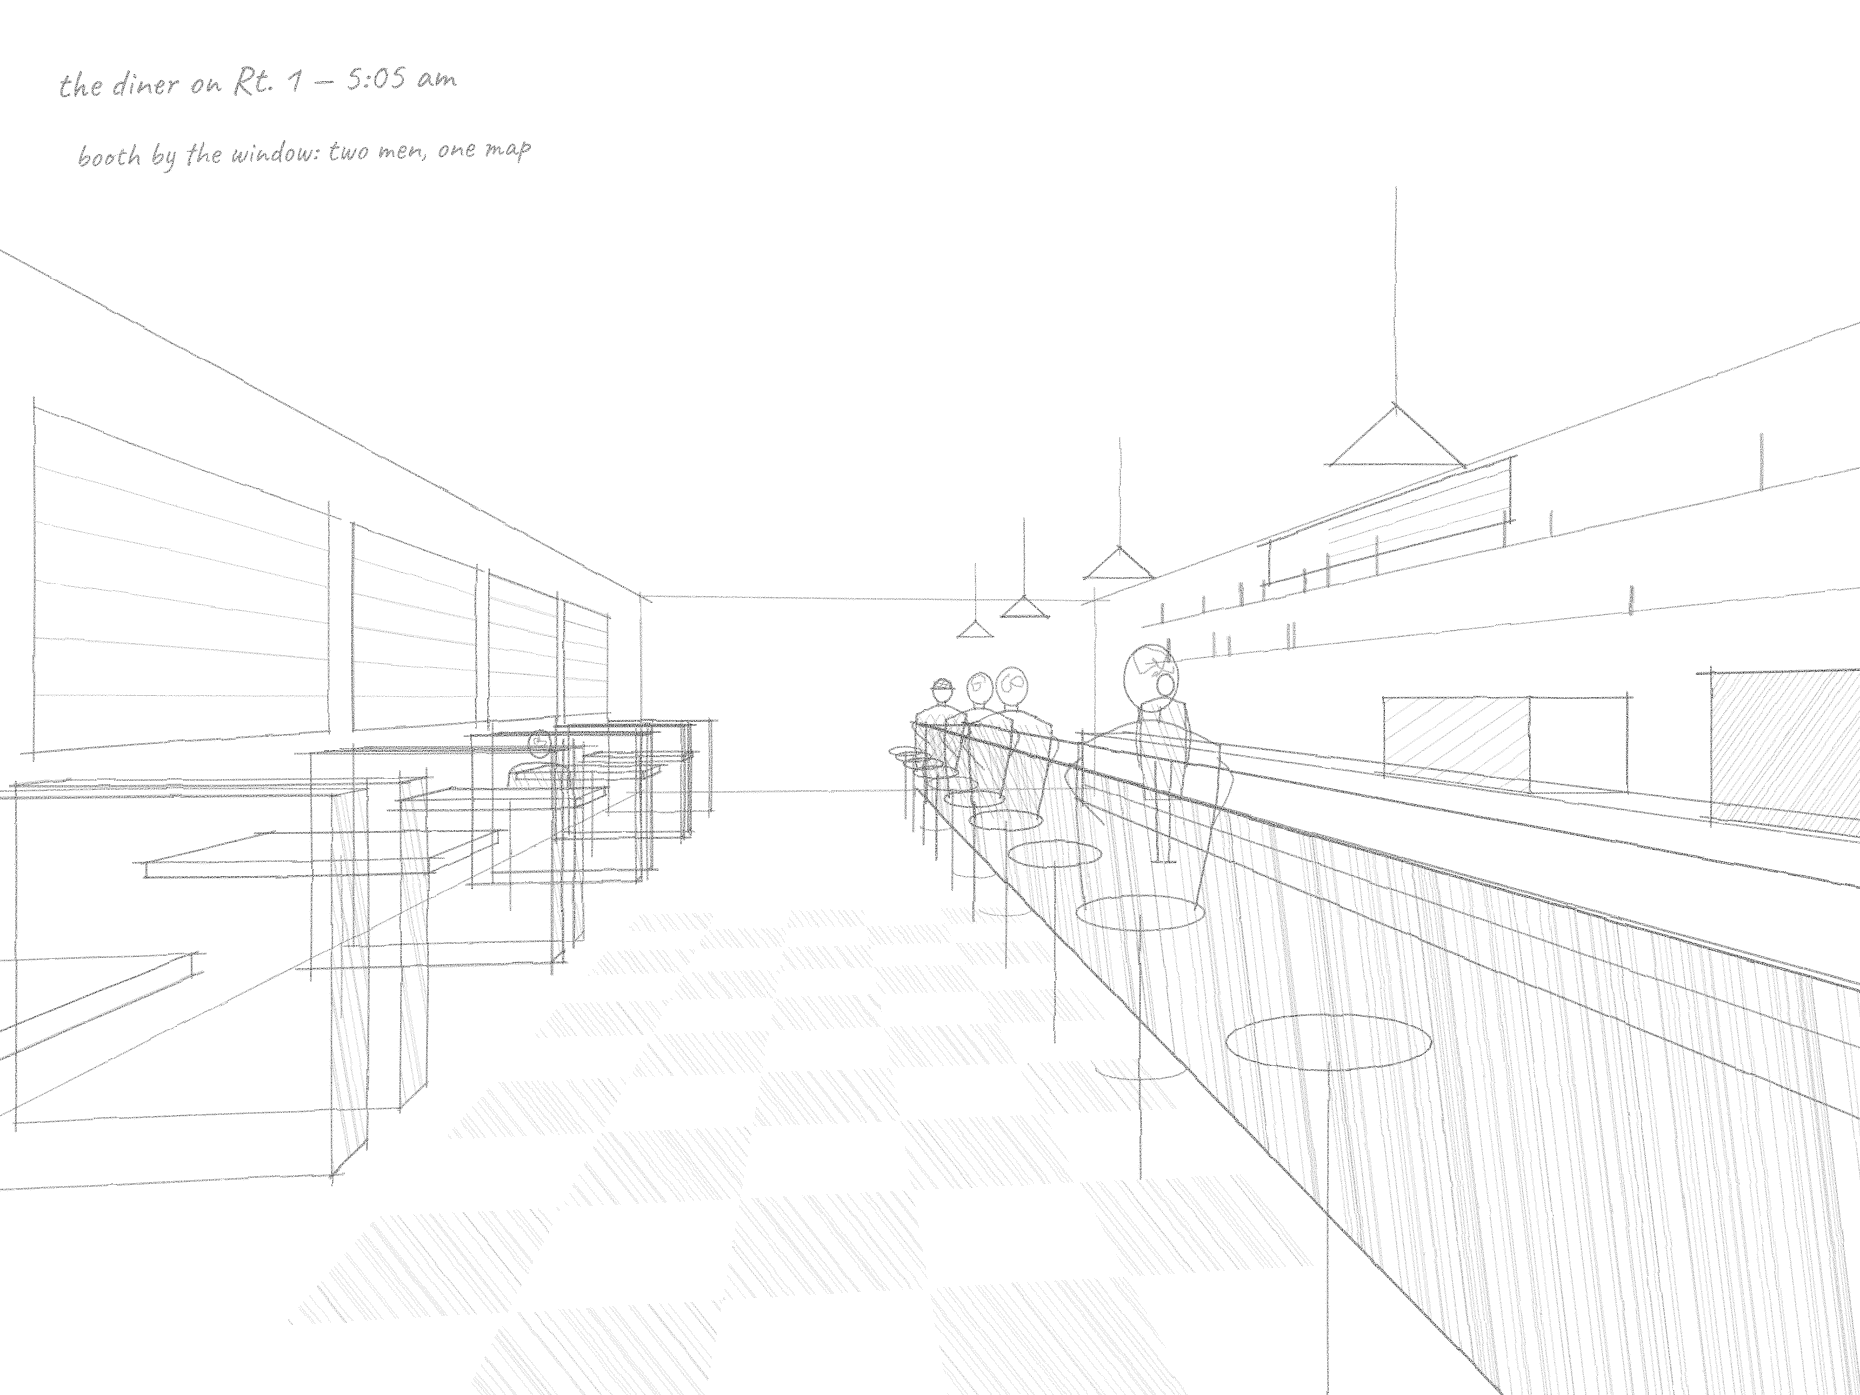 the diner on Rt. 1 — 5:05 am
booth by the window: two men, one map